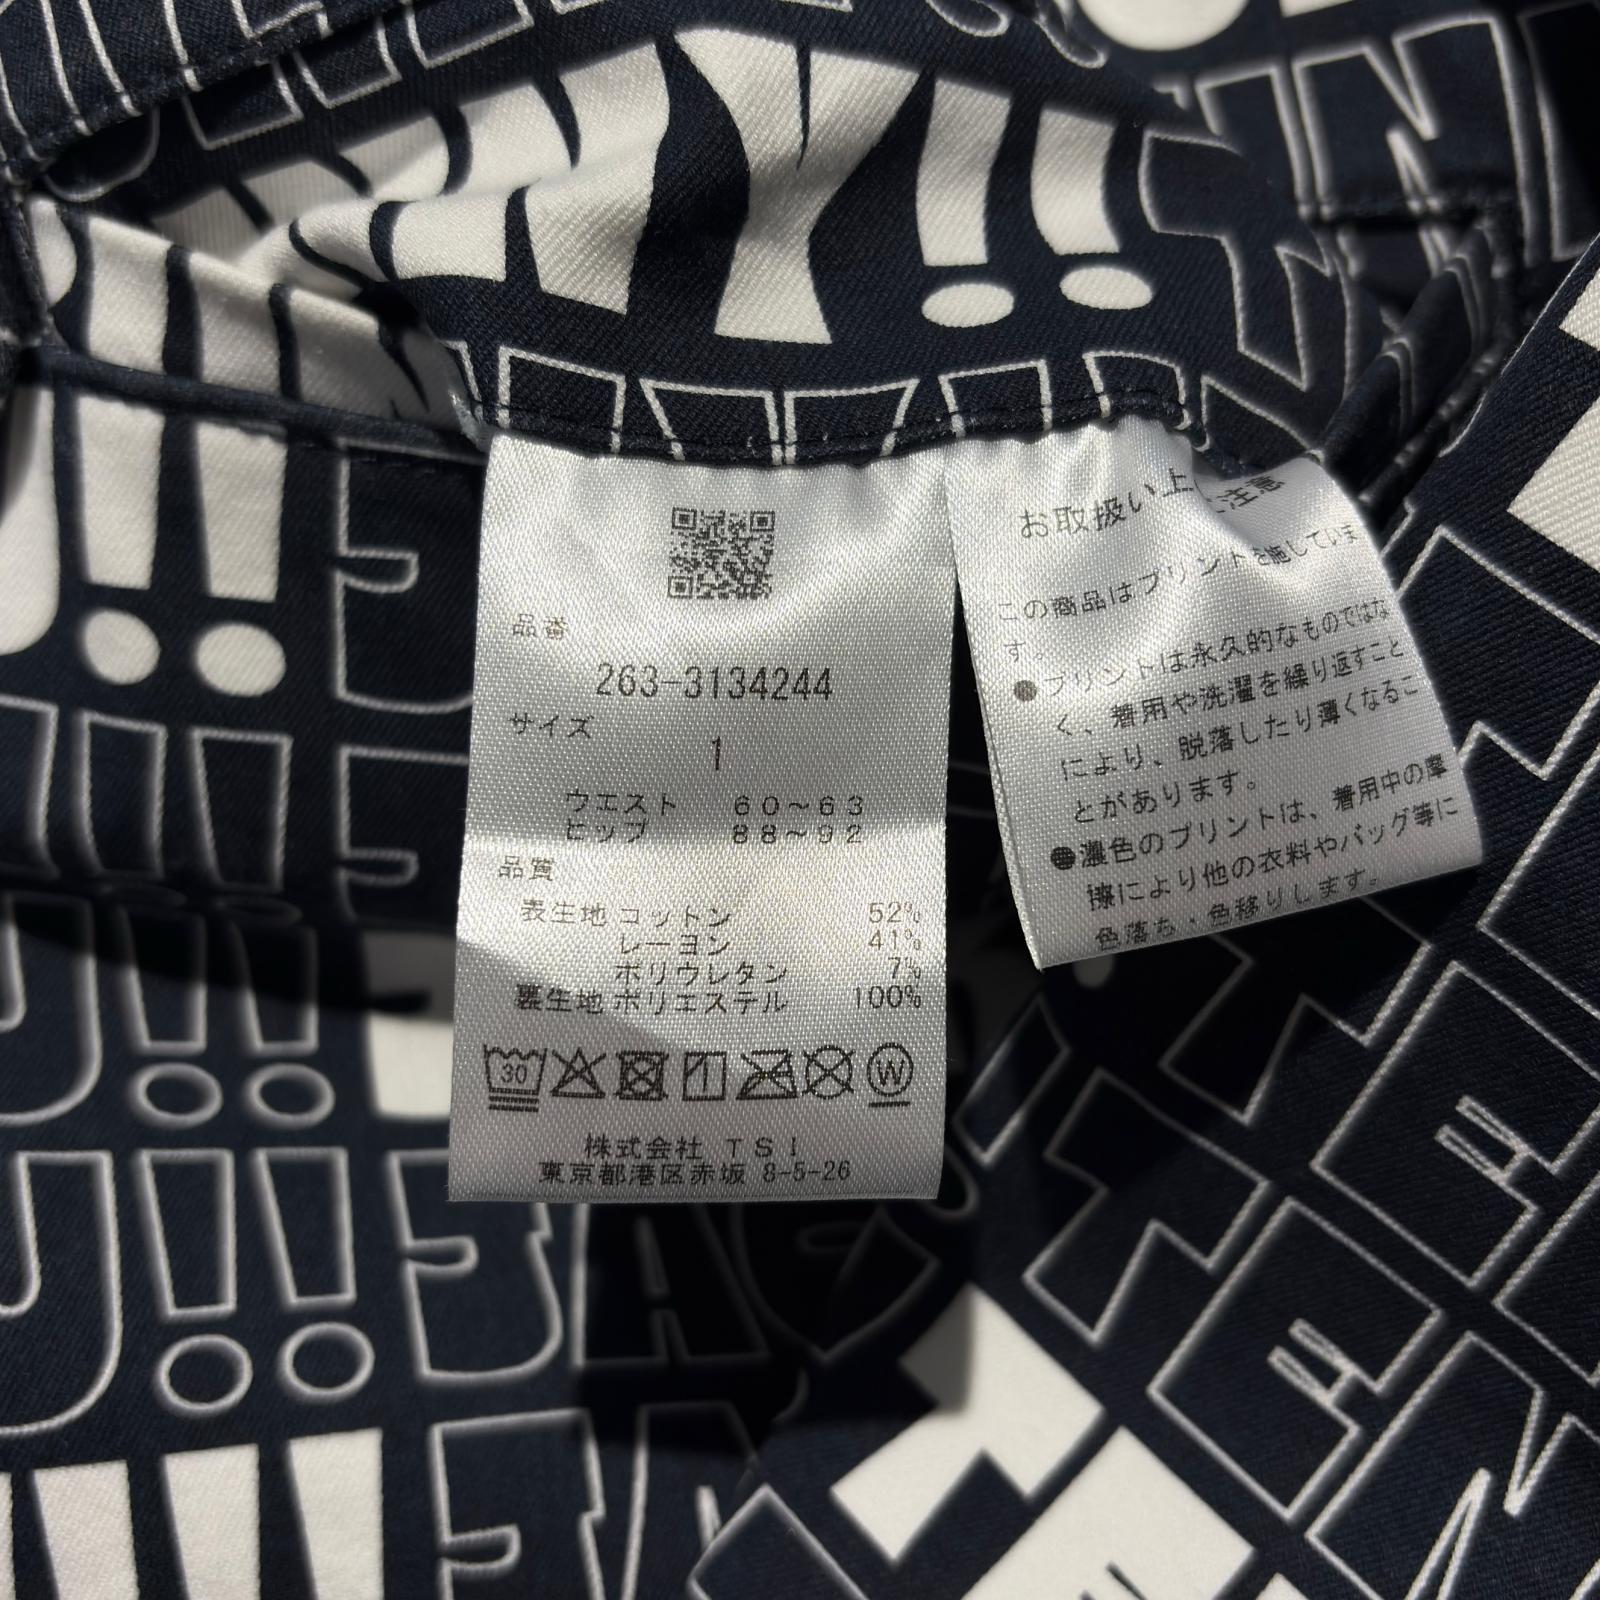 品番
263-3134244
サイズ
1
ウエスト 60～63
ヒップ 88～92
品質
表生地 コットン 52%
レーヨン 41%
ポリウレタン 7%
裏生地 ポリエステル 100%
30
W
株式会社 TSI
東京都港区赤坂 8-5-26
お取扱い上 注意
この商品はプリントを施していま
す。
●プリントは永久的なものではな
く、着用や洗濯を繰り返すこと
により、脱落したり薄くなるこ
とがあります。
●濃色のプリントは、着用中の摩
擦により他の衣料やバッグ等に
色落ち・色移りします。